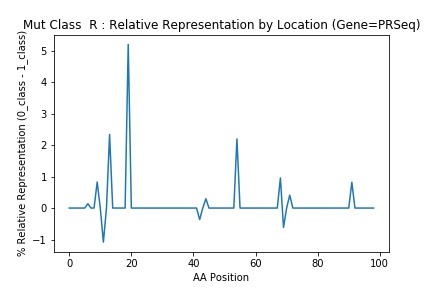 Mut Class  R : Relative Representation by Location (Gene=PRSeq)
% Relative Representation (0_class - 1_class)
5
4
3
2
1
0
−1
0 20 40 60 80 100
AA Position